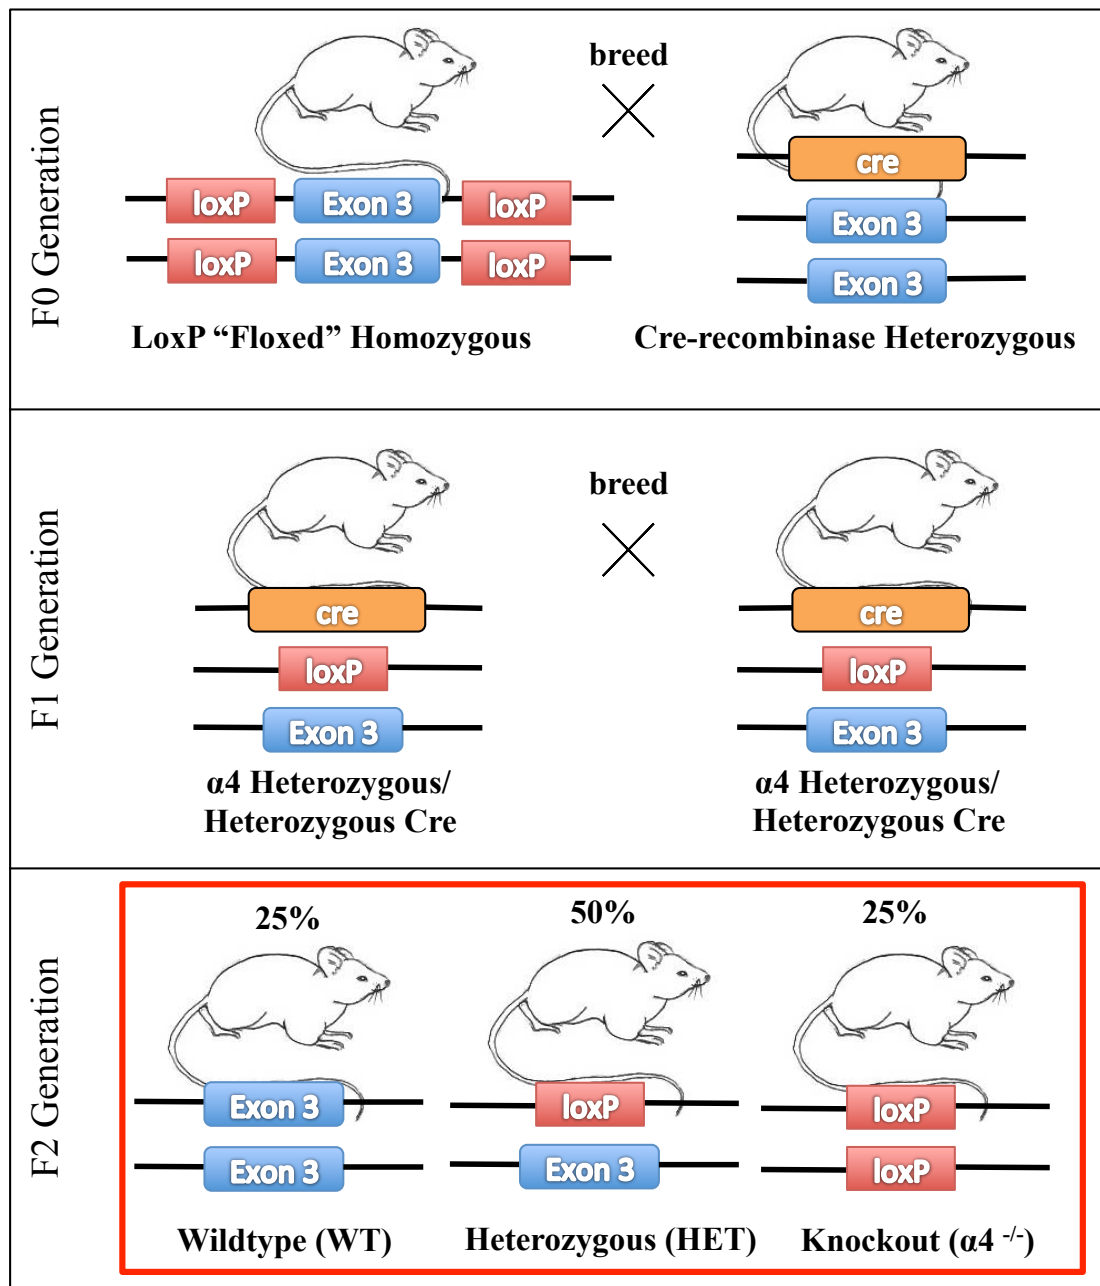 F0 Generation
breed
cre
loxP Exon 3 loxP
Exon 3
loxP Exon 3 loxP
Exon 3
LoxP “Floxed” Homozygous
Cre-recombinase Heterozygous
F1 Generation
breed
cre
cre
loxP
loxP
Exon 3
Exon 3
α4 Heterozygous/
Heterozygous Cre
α4 Heterozygous/
Heterozygous Cre
F2 Generation
25%
50%
25%
Exon 3
loxP
loxP
Exon 3
Exon 3
loxP
Wildtype (WT)
Heterozygous (HET)
Knockout (α4 -/-)